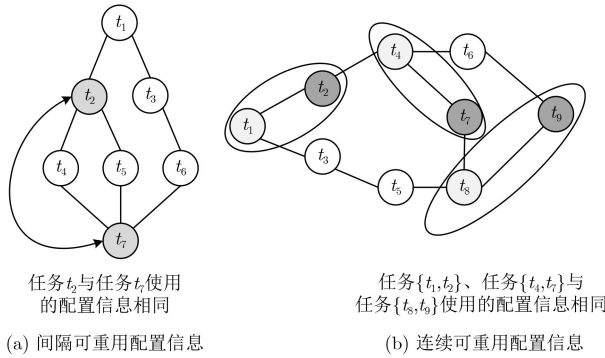 t1
t2
t3
t4
t5
t6
t7
任务t2与任务t7使用
的配置信息相同
(a) 间隔可重用配置信息
t4
t6
t2
t7
t9
t1
t3
t5
t8
任务{t1,t2}、任务{t4,t7}与
任务{t8,t9}使用的配置信息相同
(b) 连续可重用配置信息